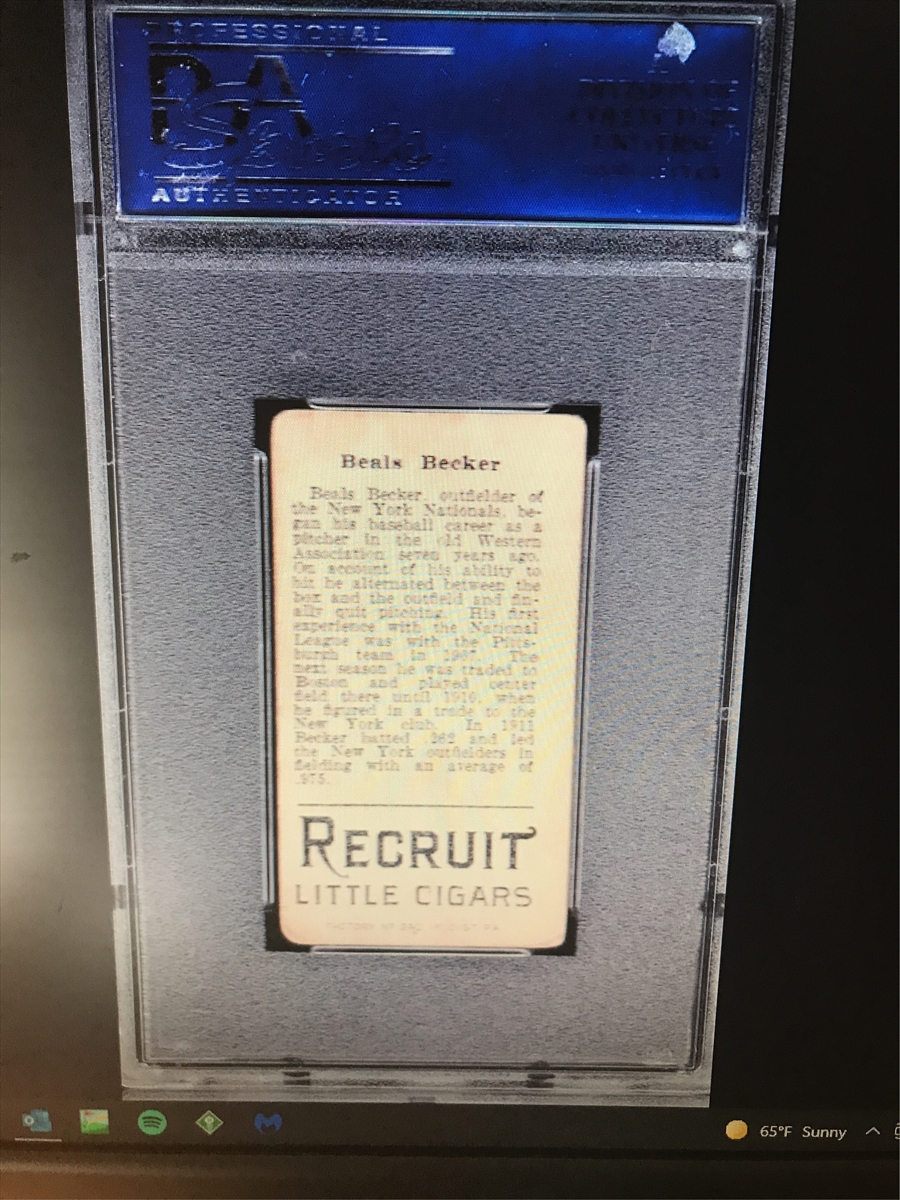 PROFESSIONAL
PSA
AUTHENTICATOR
DIVISION OF
Beals Becker
Beals Becker, outfielder of
the New York Nationals, be-
gan his baseball career as a
pitcher in the old Western
Association seven years ago.
On account of his ability to
hit he alternated between the
box and the outfield and fin-
ally quit pitching. His first
experience with the National
League was with the Pitts-
burgh team in The
next season he was traded to
Boston and played center
field there until 1910, when
he figured in a trade to the
New York club. In 1911
Becker batted .262 and led
the New York outfielders in
fielding with an average of
.975.
RECRUIT
LITTLE CIGARS
FACTORY DIST. PA.
65°F Sunny